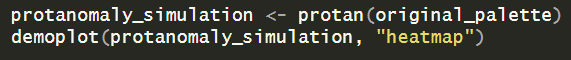 protanomaly_simulation <- protan(original_palette)
demoplot(protanomaly_simulation, "heatmap")